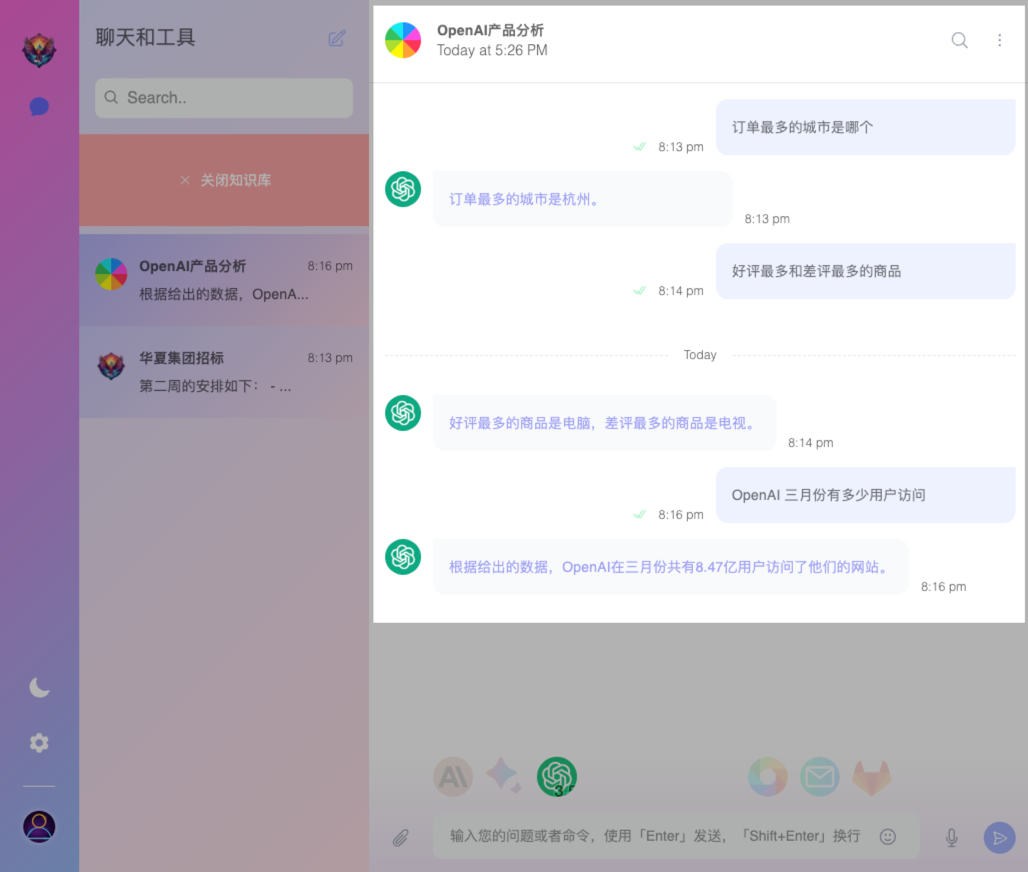 聊天和工具
Search..
关闭知识库
OpenAI产品分析
8:16 pm
根据给出的数据，OpenA...
华夏集团招标
8:13 pm
第二周的安排如下： - ...
OpenAI产品分析
Today at 5:26 PM
订单最多的城市是哪个
8:13 pm
订单最多的城市是杭州。
8:13 pm
好评最多和差评最多的商品
8:14 pm
Today
好评最多的商品是电脑，差评最多的商品是电视。
8:14 pm
OpenAI 三月份有多少用户访问
8:16 pm
根据给出的数据，OpenAI在三月份共有8.47亿用户访问了他们的网站。
8:16 pm
输入您的问题或者命令，使用「Enter」发送，「Shift+Enter」换行